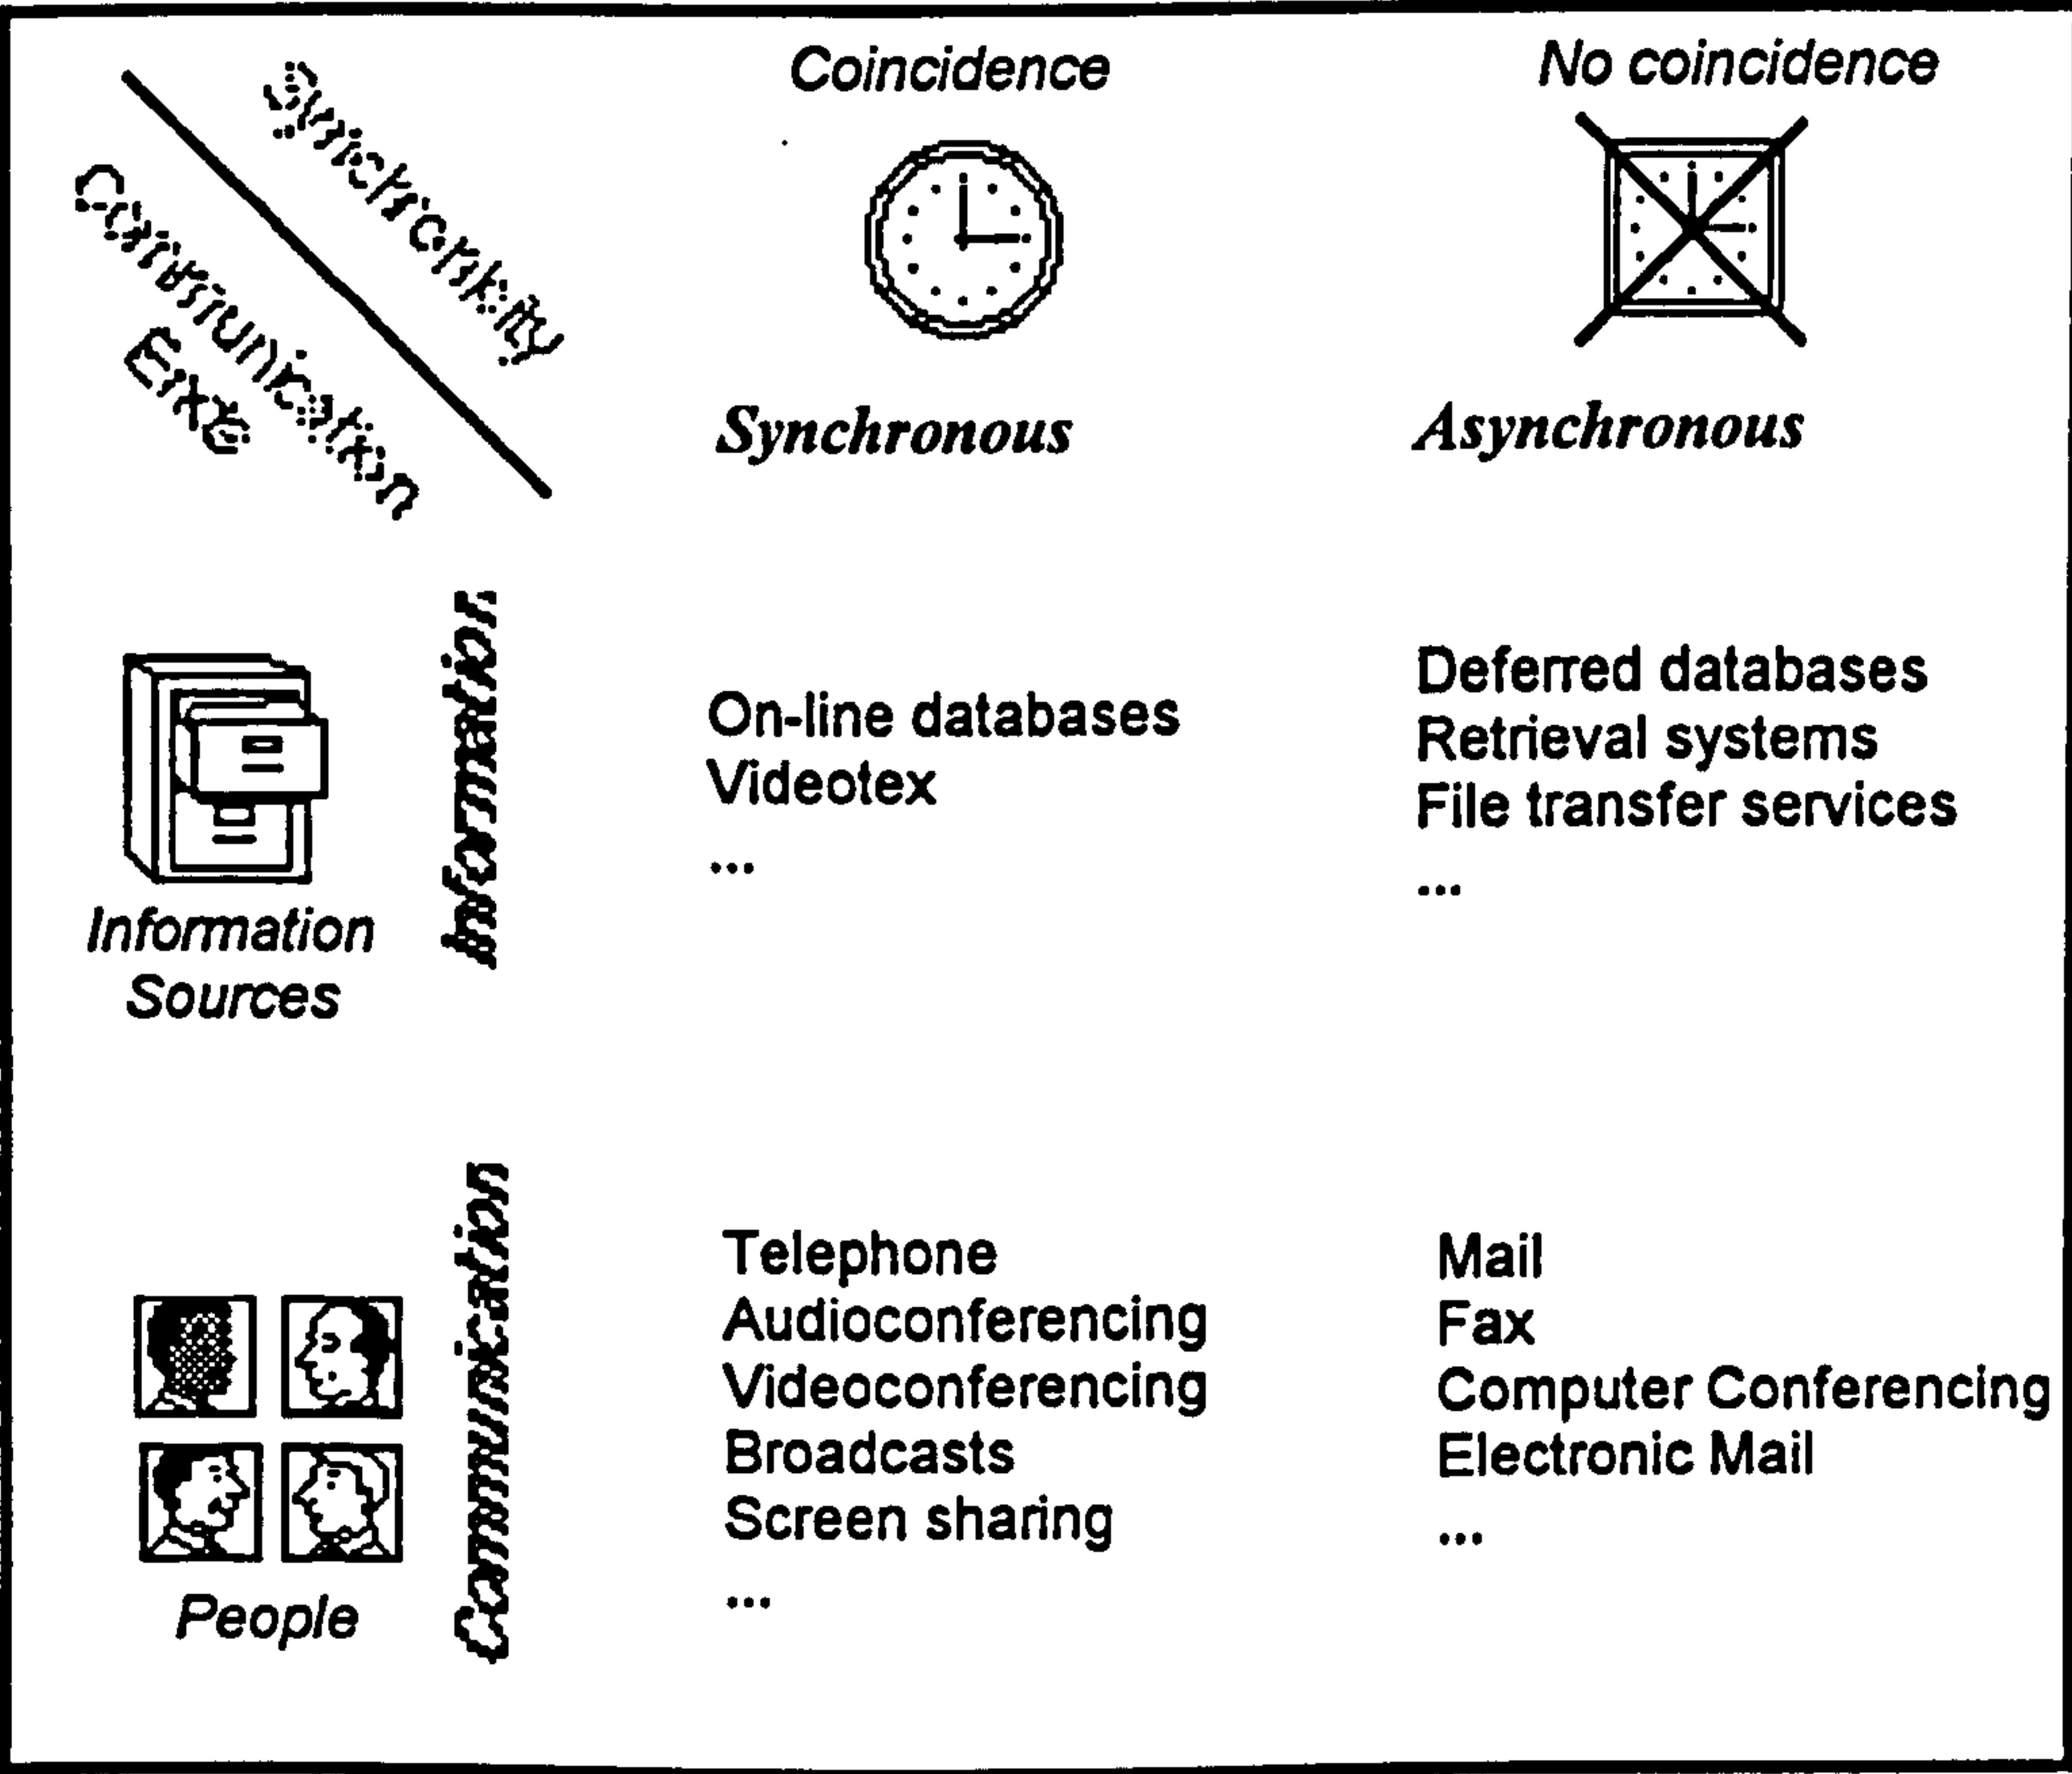 Coincidence
No coincidence
Synchronicity
Communication
Ends
Synchronous
Asynchronous
Information
Sources
Information
On-line databases
Videotex
...
Deferred databases
Retrieval systems
File transfer services
...
People
Communication
Telephone
Audioconferencing
Videoconferencing
Broadcasts
Screen sharing
...
Mail
Fax
Computer Conferencing
Electronic Mail
...